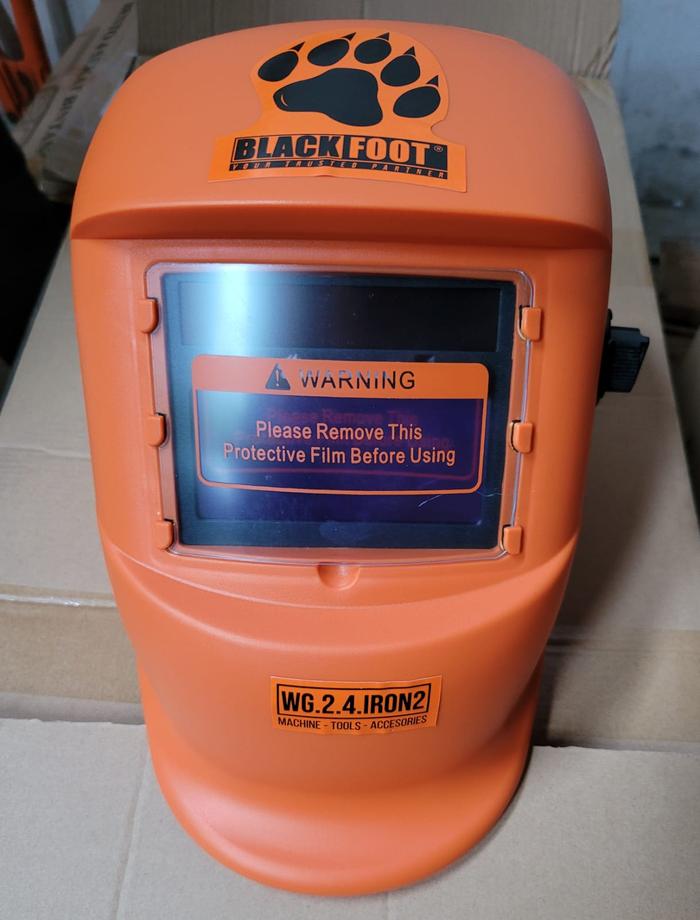 BLACKFOOT®
YOUR TRUSTED PARTNER
WARNING
Please Remove This
Protective Film Before Using
WG.2.4.IRON2
MACHINE - TOOLS - ACCESORIES